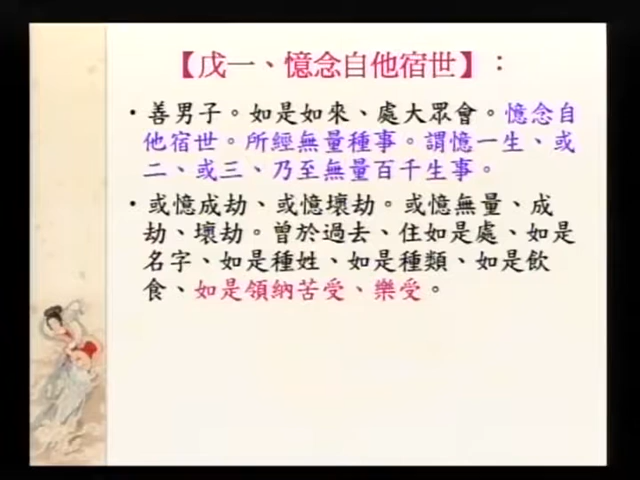 【戊一、憶念自他宿世】：
• 善男子。如是如來、處大眾會。憶念自
他宿世。所經無量種事。謂憶一生、或
二、或三、乃至無量百千生事。
• 或憶成劫、或憶壞劫。或憶無量、成
劫、壞劫。曾於過去、住如是處、如是
名字、如是種姓、如是種類、如是飲
食、如是領納苦受、樂受。